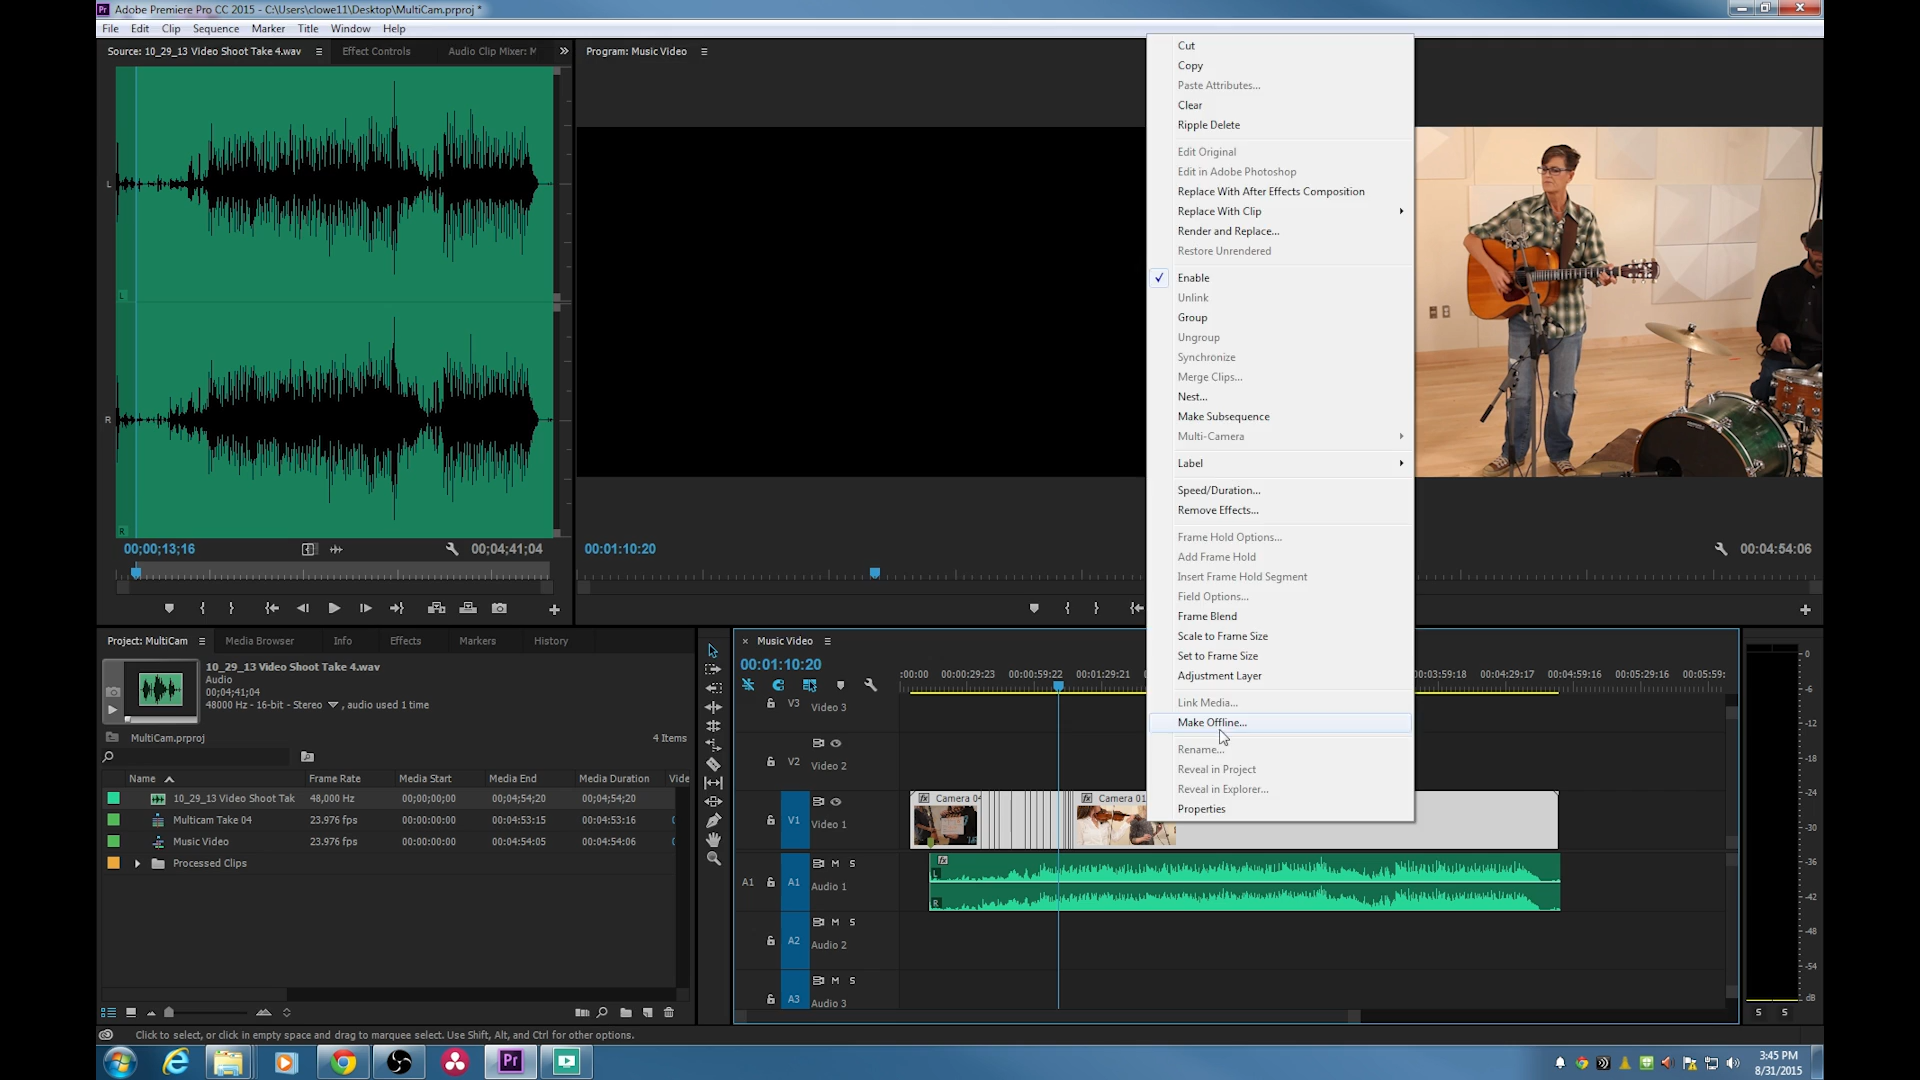 Adobe Premiere Pro CC 2015 - C:\Users\clowe11\Desktop\MultiCam.prproj *
File Edit Clip Sequence Marker Title Window Help
Source: 10_29_13 Video Shoot Take 4.wav Effect Controls Audio Clip Mixer: M
Program: Music Video
L
L
R
R
00;00;13;16 00;04;41;04
00:01:10:20 00:04:54:06
Cut
Copy
Paste Attributes...
Clear
Ripple Delete
Edit Original
Edit in Adobe Photoshop
Replace With After Effects Composition
Replace With Clip
Render and Replace...
Restore Unrendered
Enable
Unlink
Group
Ungroup
Synchronize
Merge Clips...
Nest...
Make Subsequence
Multi-Camera
Label
Speed/Duration...
Remove Effects...
Frame Hold Options...
Add Frame Hold
Insert Frame Hold Segment
Field Options...
Frame Blend
Scale to Frame Size
Set to Frame Size
Adjustment Layer
Link Media...
Make Offline...
Rename...
Reveal in Project
Reveal in Explorer...
Properties
Project: MultiCam Media Browser Info Effects Markers History
10_29_13 Video Shoot Take 4.wav
Audio
00;04;41;04
48000 Hz - 16-bit - Stereo , audio used 1 time
MultiCam.prproj 4 Items
Name Frame Rate Media Start Media End Media Duration Vide
10_29_13 Video Shoot Tak 48,000 Hz 00;00;00;00 00;04;54;20 00;04;54;20
Multicam Take 04 23.976 fps 00:00:00:00 00:04:53:15 00:04:53:16
Music Video 23.976 fps 00:00:00:00 00:04:54:05 00:04:54:06
Processed Clips
Music Video
00:01:10:20
:00:00 00:00:29:23 00:00:59:22 00:01:29:21 00:03:59:18 00:04:29:17 00:04:59:16 00:05:29:16 00:05:59:
V3 Video 3
V2 Video 2
V1 Video 1
Camera 04 Camera 01
fx fx
A1 A1 M S Audio 1
fx L R
A2 M S Audio 2
A3 M S Audio 3
0
-6
-12
-18
-24
-30
-36
-42
-48
-54
dB
S S
Click to select, or click in empty space and drag to marquee select. Use Shift, Alt, and Ctrl for other options.
Pr
3:45 PM
8/31/2015